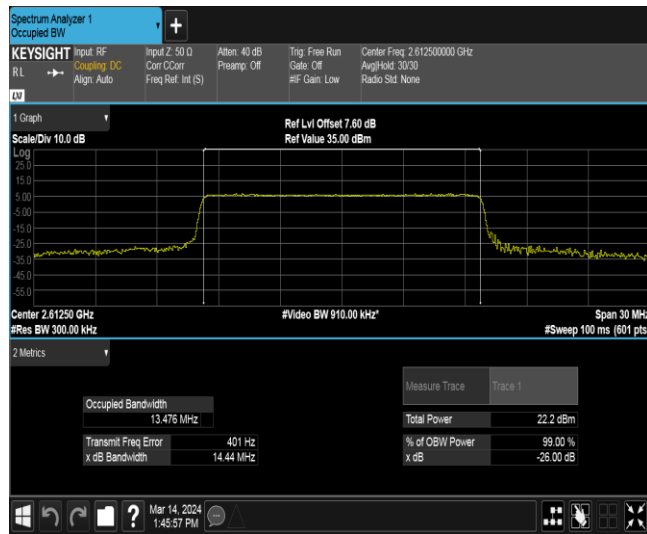 Spectrum Analyzer 1
Occupied BW
+
KEYSIGHT
RL
LXI
Input: RF
Coupling: DC
Align: Auto
Input Z: 50 Ω
Corr CCorr
Freq Ref: Int (S)
Atten: 40 dB
Preamp: Off
Trig: Free Run
Gate: Off
#IF Gain: Low
Center Freq: 2.612500000 GHz
Avg|Hold: 30/30
Radio Std: None
1 Graph
Scale/Div 10.0 dB
Ref Lvl Offset 7.60 dB
Ref Value 35.00 dBm
Log
25.0
15.0
5.00
-5.00
-15.0
-25.0
-35.0
-45.0
-55.0
Center 2.61250 GHz
#Res BW 300.00 kHz
#Video BW 910.00 kHz*
Span 30 MHz
#Sweep 100 ms (601 pts
2 Metrics
Measure Trace Trace 1
Occupied Bandwidth
13.476 MHz
Total Power 22.2 dBm
Transmit Freq Error 401 Hz
% of OBW Power 99.00 %
x dB Bandwidth 14.44 MHz
x dB -26.00 dB
?
Mar 14, 2024
1:45:57 PM